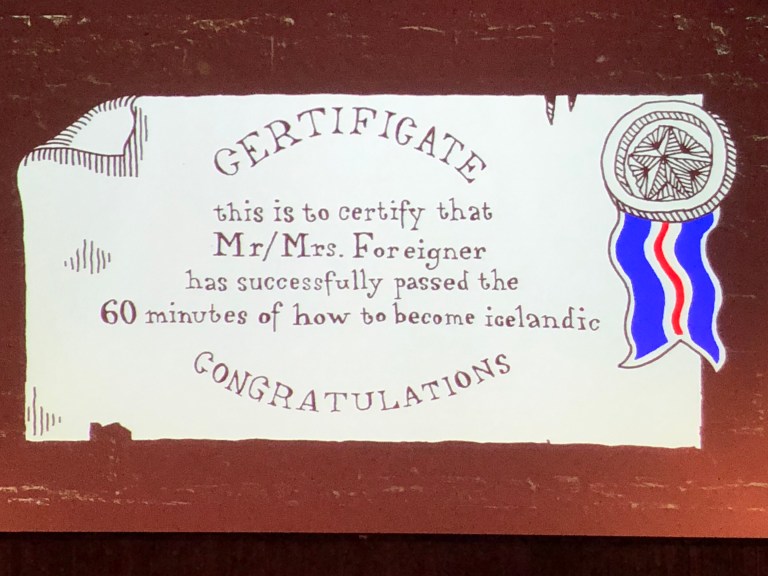 CERTIFICATE
this is to certify that
Mr/Mrs. Foreigner
has successfully passed the
60 minutes of how to become icelandic
CONGRATULATIONS